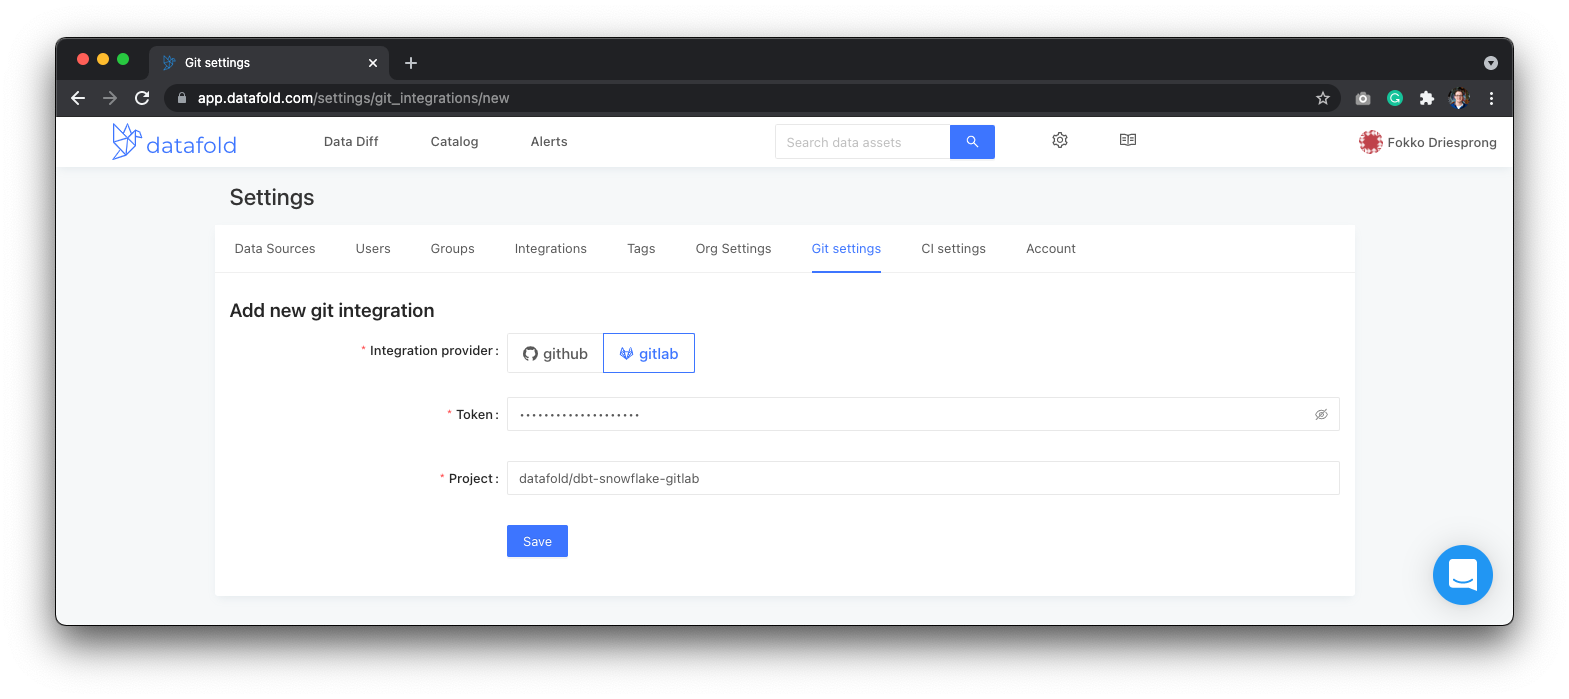 Git settings
app.datafold.com/settings/git_integrations/new
datafold
Data Diff
Catalog
Alerts
Search data assets
Fokko Driesprong
Settings
Data Sources
Users
Groups
Integrations
Tags
Org Settings
Git settings
CI settings
Account
Add new git integration
* Integration provider :
github
gitlab
* Token :
••••••••••••••••••••
* Project :
datafold/dbt-snowflake-gitlab
Save